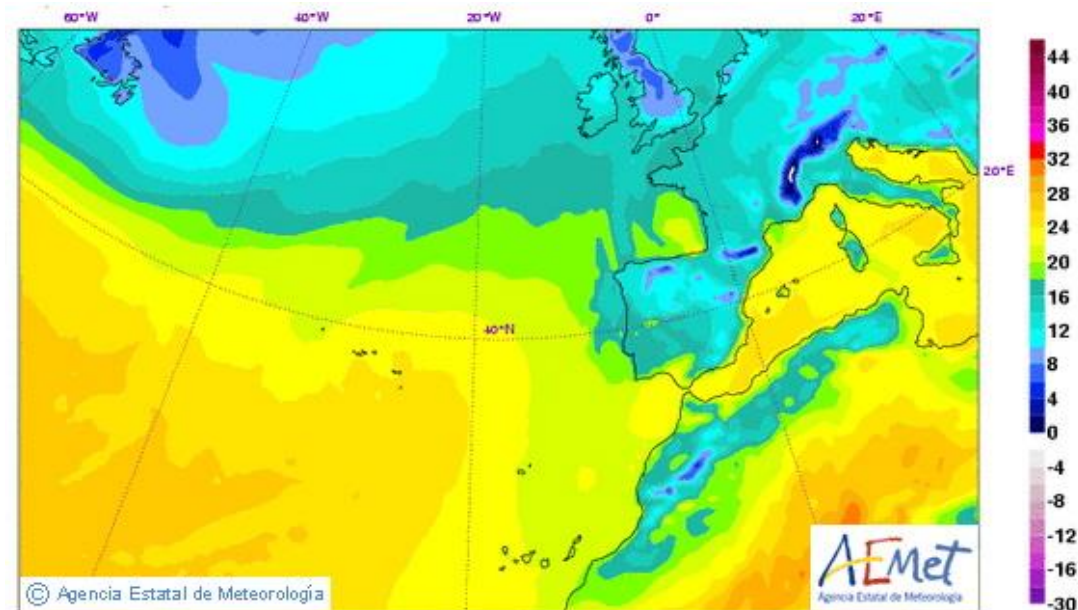 60°W 40°W 20°W 0° 20°E
20°E
40°N
44
40
36
32
28
24
20
16
12
8
4
0
-4
-8
-12
-16
-30
© Agencia Estatal de Meteorología
AEMet
Agencia Estatal de Meteorología